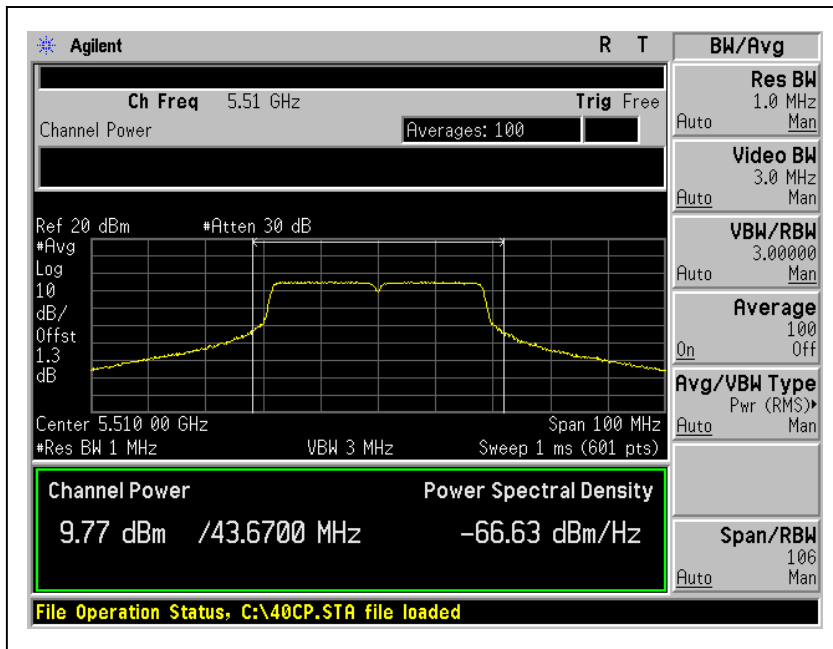 Agilent R T
Ch Freq 5.51 GHz Trig Free
Channel Power Averages: 100
Ref 20 dBm #Atten 30 dB
#Avg
Log
10
dB/
Offst
1.3
dB
Center 5.510 00 GHz Span 100 MHz
#Res BW 1 MHz VBW 3 MHz Sweep 1 ms (601 pts)
Channel Power Power Spectral Density
9.77 dBm /43.6700 MHz -66.63 dBm/Hz
File Operation Status, C:\40CP.STA file loaded
BW/Avg
Res BW
1.0 MHz
Auto Man
Video BW
3.0 MHz
Auto Man
VBW/RBW
3.00000
Auto Man
Average
100
On Off
Avg/VBW Type
Pwr (RMS)▸
Auto Man
Span/RBW
106
Auto Man